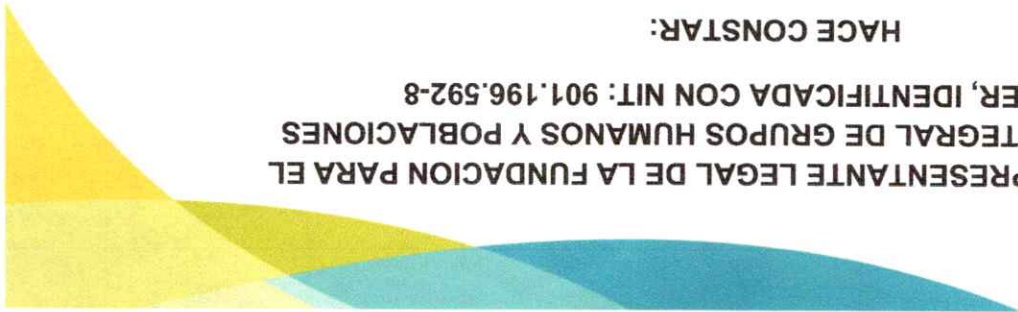 PRESENTANTE LEGAL DE LA FUNDACION PARA EL
TEGRAL DE GRUPOS HUMANOS Y POBLACIONES
ER, IDENTIFICADA CON NIT: 901.196.592-8
HACE CONSTAR: